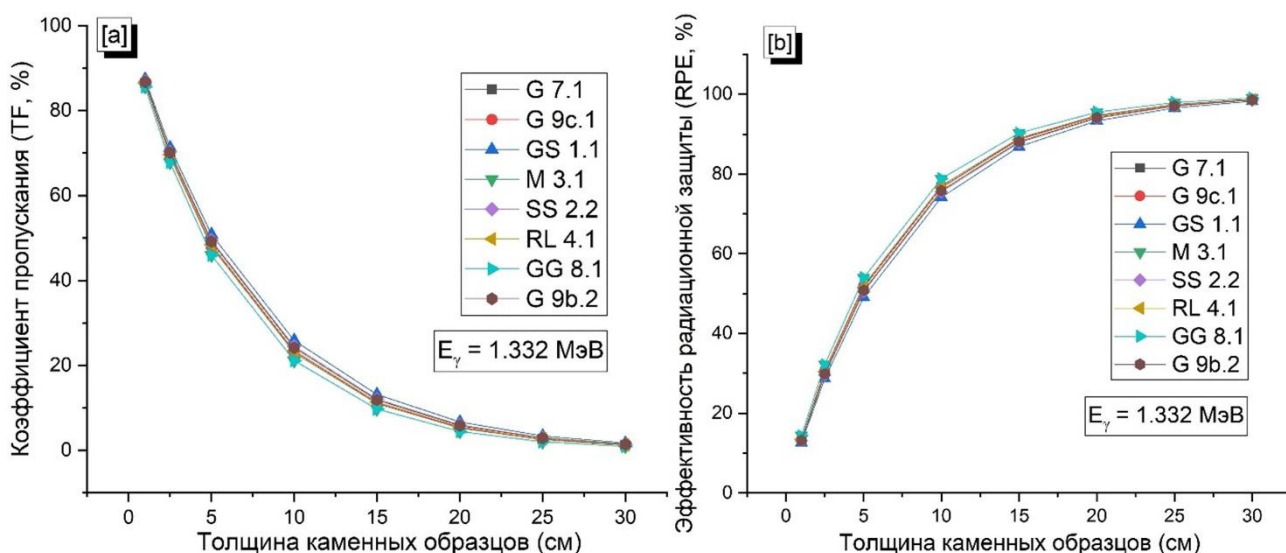 [a]
Коэффициент пропускания (TF, %)
100
80
60
40
20
0
G 7.1
G 9c.1
GS 1.1
M 3.1
SS 2.2
RL 4.1
GG 8.1
G 9b.2
Eγ = 1.332 МэВ
0 5 10 15 20 25 30
Толщина каменных образцов (см)
[b]
Эффективность радиационной защиты (RPE, %)
100
80
60
40
20
0
G 7.1
G 9c.1
GS 1.1
M 3.1
SS 2.2
RL 4.1
GG 8.1
G 9b.2
Eγ = 1.332 МэВ
0 5 10 15 20 25 30
Толщина каменных образцов (см)